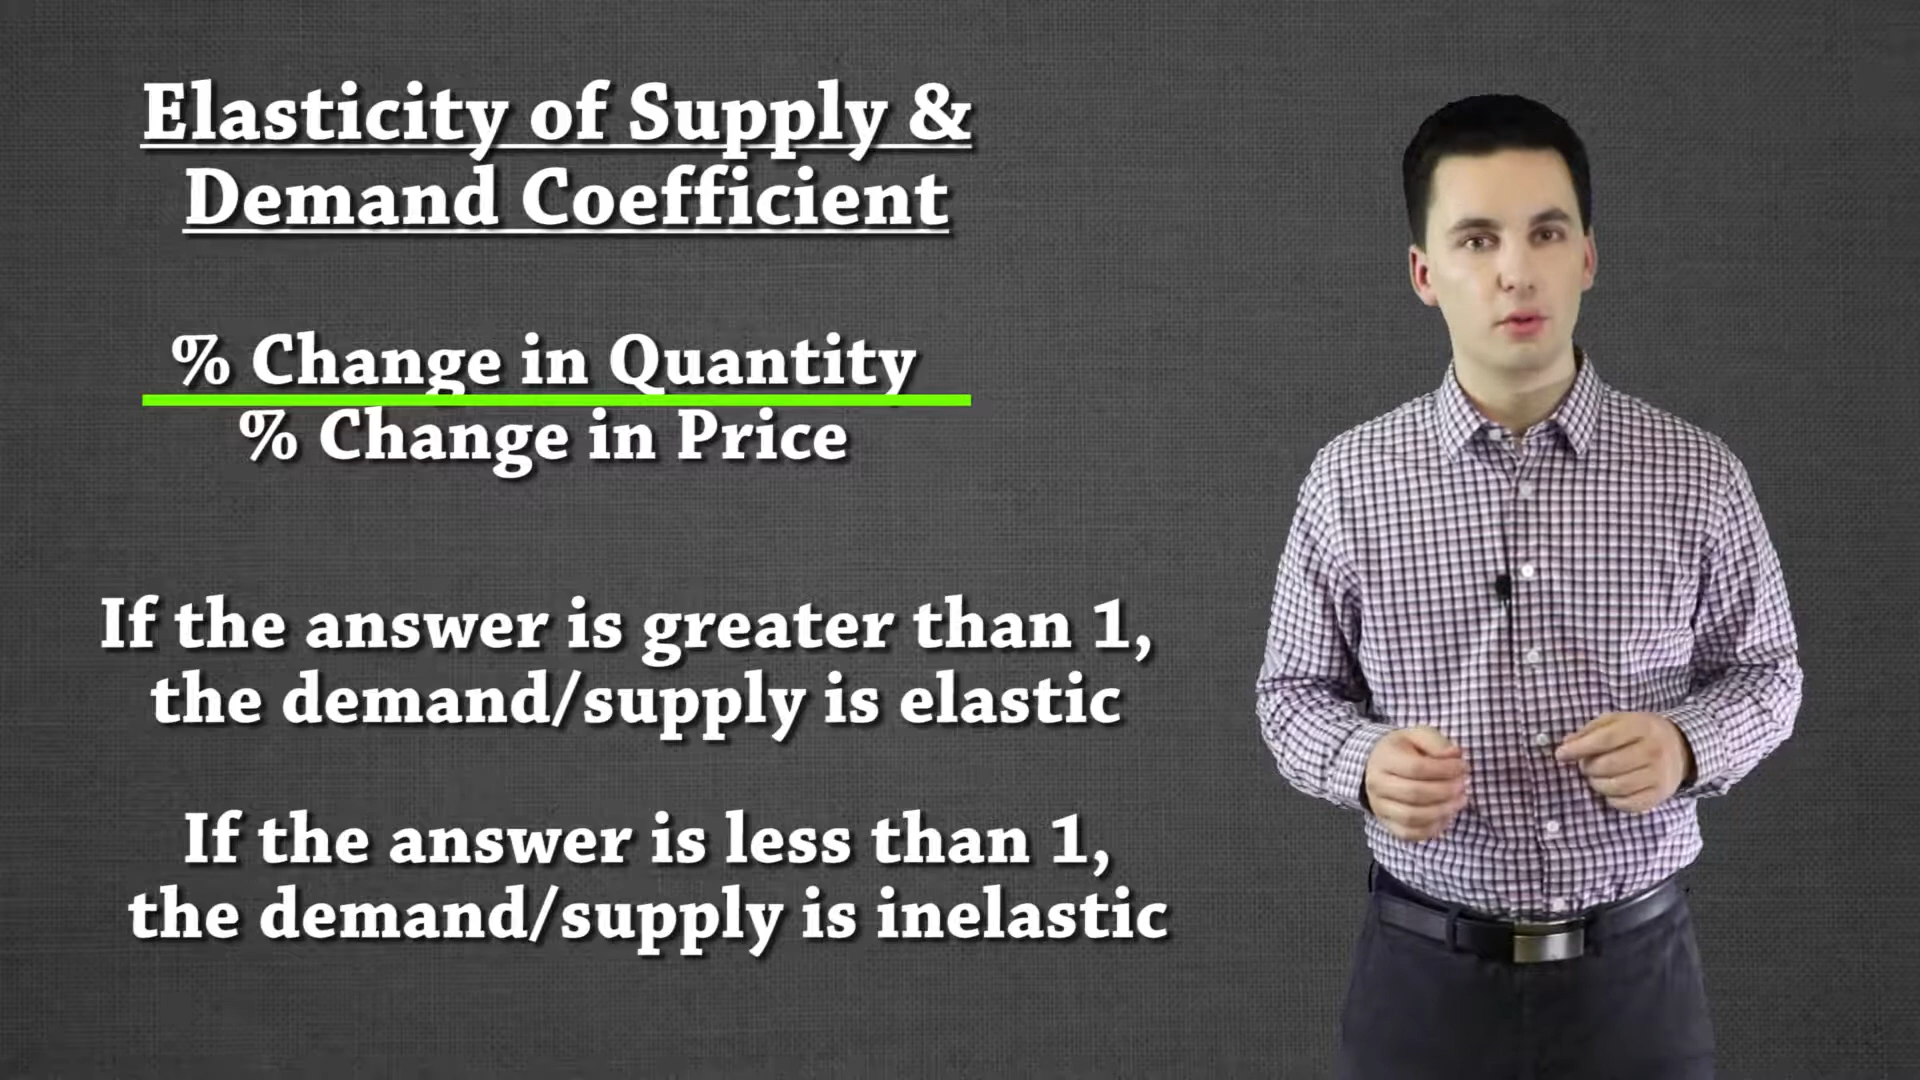 Elasticity of Supply &
Demand Coefficient
% Change in Quantity
% Change in Price
If the answer is greater than 1,
the demand/supply is elastic
If the answer is less than 1,
the demand/supply is inelastic